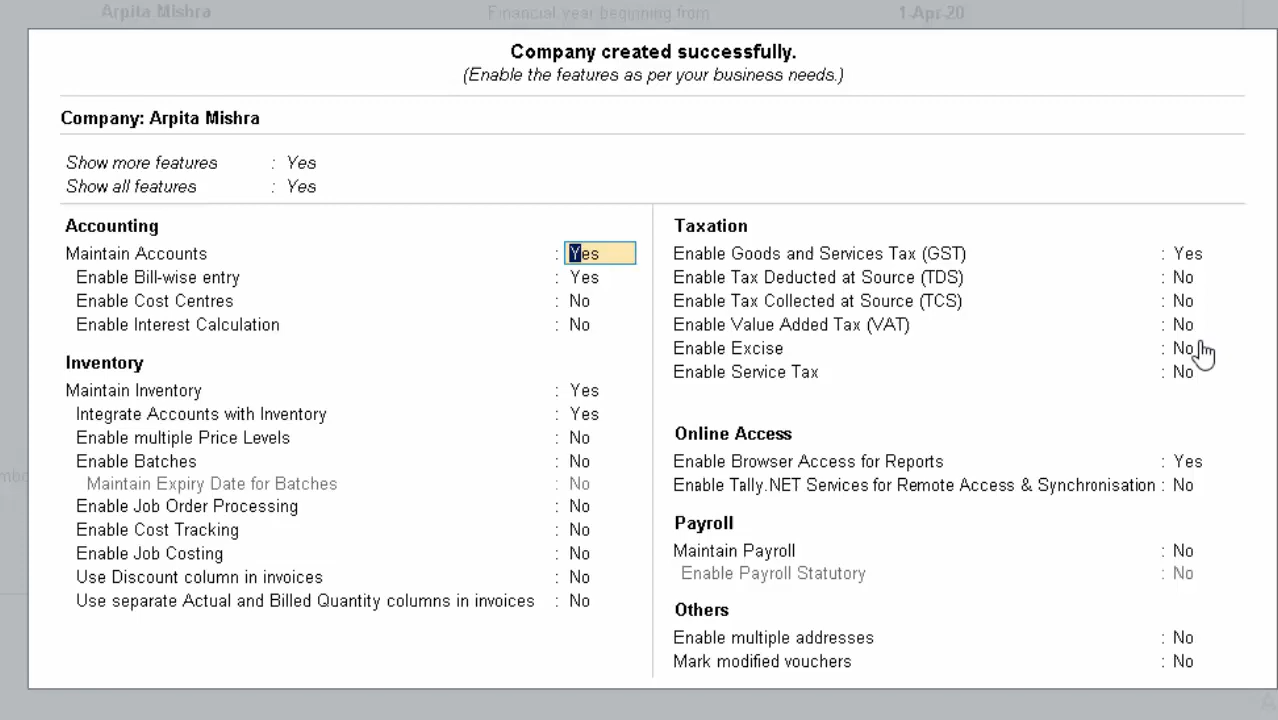 Arpita Mishra Financial year beginning from 1-Apr-20
Company created successfully.
(Enable the features as per your business needs.)
Company: Arpita Mishra
Show more features : Yes
Show all features : Yes
Accounting
Maintain Accounts : Yes
Enable Bill-wise entry : Yes
Enable Cost Centres : No
Enable Interest Calculation : No
Inventory
Maintain Inventory : Yes
Integrate Accounts with Inventory : Yes
Enable multiple Price Levels : No
Enable Batches : No
Maintain Expiry Date for Batches : No
Enable Job Order Processing : No
Enable Cost Tracking : No
Enable Job Costing : No
Use Discount column in invoices : No
Use separate Actual and Billed Quantity columns in invoices : No
Taxation
Enable Goods and Services Tax (GST) : Yes
Enable Tax Deducted at Source (TDS) : No
Enable Tax Collected at Source (TCS) : No
Enable Value Added Tax (VAT) : No
Enable Excise : No
Enable Service Tax : No
Online Access
Enable Browser Access for Reports : Yes
Enable Tally.NET Services for Remote Access & Synchronisation : No
Payroll
Maintain Payroll : No
Enable Payroll Statutory : No
Others
Enable multiple addresses : No
Mark modified vouchers : No